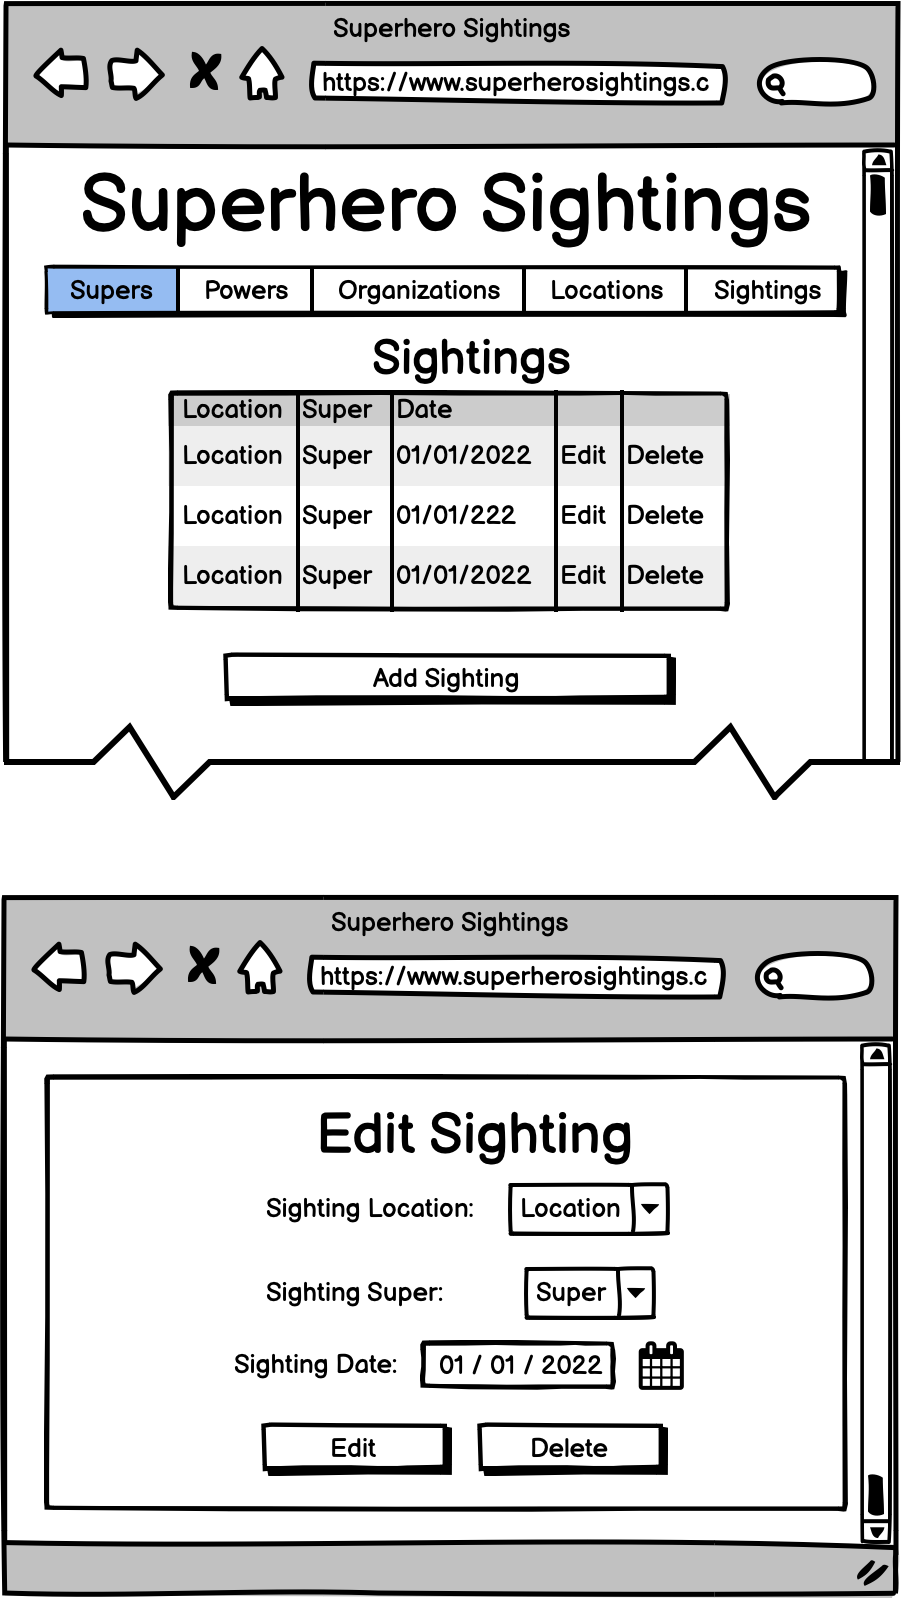 Superhero Sightings
https://www.superherosightings.c
Superhero Sightings
Supers Powers Organizations Locations Sightings
Sightings
Location Super Date
Location Super 01/01/2022 Edit Delete
Location Super 01/01/222 Edit Delete
Location Super 01/01/2022 Edit Delete
Add Sighting
Superhero Sightings
https://www.superherosightings.c
Edit Sighting
Sighting Location: Location
Sighting Super: Super
Sighting Date: 01 / 01 / 2022
Edit Delete